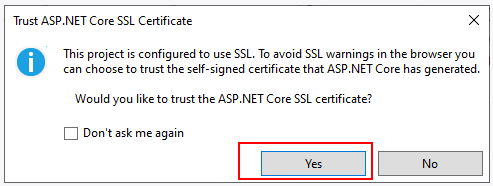 Trust ASP.NET Core SSL Certificate
This project is configured to use SSL. To avoid SSL warnings in the browser you
can choose to trust the self-signed certificate that ASP.NET Core has generated.
Would you like to trust the ASP.NET Core SSL certificate?
Don't ask me again
Yes
No